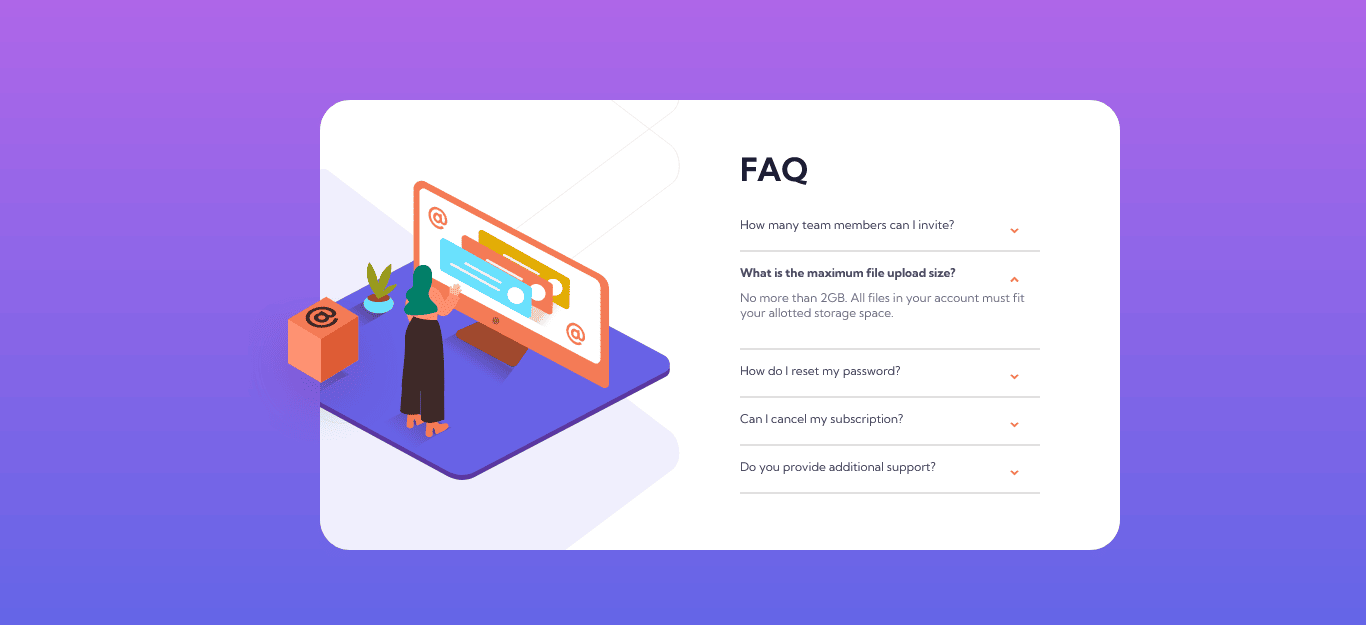 FAQ
How many team members can I invite?
What is the maximum file upload size?
No more than 2GB. All files in your account must fit
your allotted storage space.
How do I reset my password?
Can I cancel my subscription?
Do you provide additional support?
@
@
@